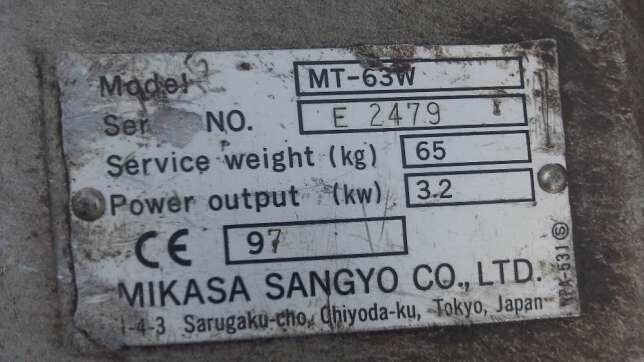 Model MT-63W
Ser NO. E 2479
Service weight (kg) 65
Power output (kw) 3.2
CE 97
MIKASA SANGYO CO., LTD.
1-4-3 Sarugaku-cho, Chiyoda-ku, Tokyo, Japan